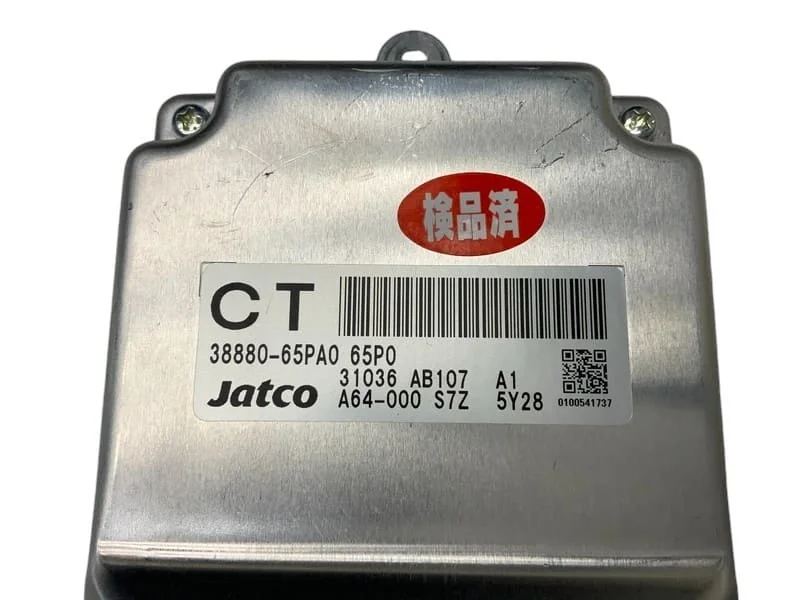 検品済
CT
38880-65PA0 65P0
31036 AB107 A1
Jatco A64-000 S7Z 5Y28
0100541737